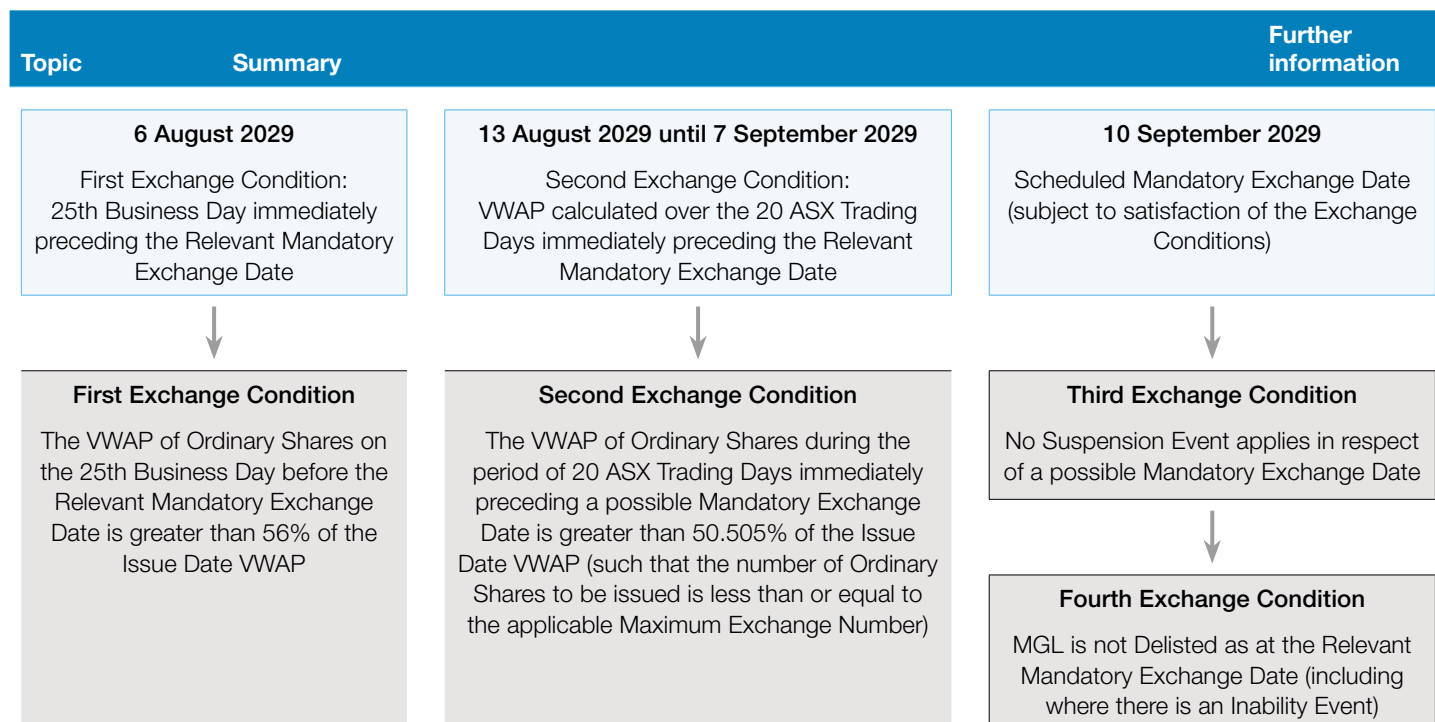 Topic
Summary
Further
information
6 August 2029
First Exchange Condition:
25th Business Day immediately
preceding the Relevant Mandatory
Exchange Date
13 August 2029 until 7 September 2029
Second Exchange Condition:
VWAP calculated over the 20 ASX Trading
Days immediately preceding the Relevant
Mandatory Exchange Date
10 September 2029
Scheduled Mandatory Exchange Date
(subject to satisfaction of the Exchange
Conditions)
First Exchange Condition
The VWAP of Ordinary Shares on
the 25th Business Day before the
Relevant Mandatory Exchange
Date is greater than 56% of the
Issue Date VWAP
Second Exchange Condition
The VWAP of Ordinary Shares during the
period of 20 ASX Trading Days immediately
preceding a possible Mandatory Exchange
Date is greater than 50.505% of the Issue
Date VWAP (such that the number of Ordinary
Shares to be issued is less than or equal to
the applicable Maximum Exchange Number)
Third Exchange Condition
No Suspension Event applies in respect
of a possible Mandatory Exchange Date
Fourth Exchange Condition
MGL is not Delisted as at the Relevant
Mandatory Exchange Date (including
where there is an Inability Event)